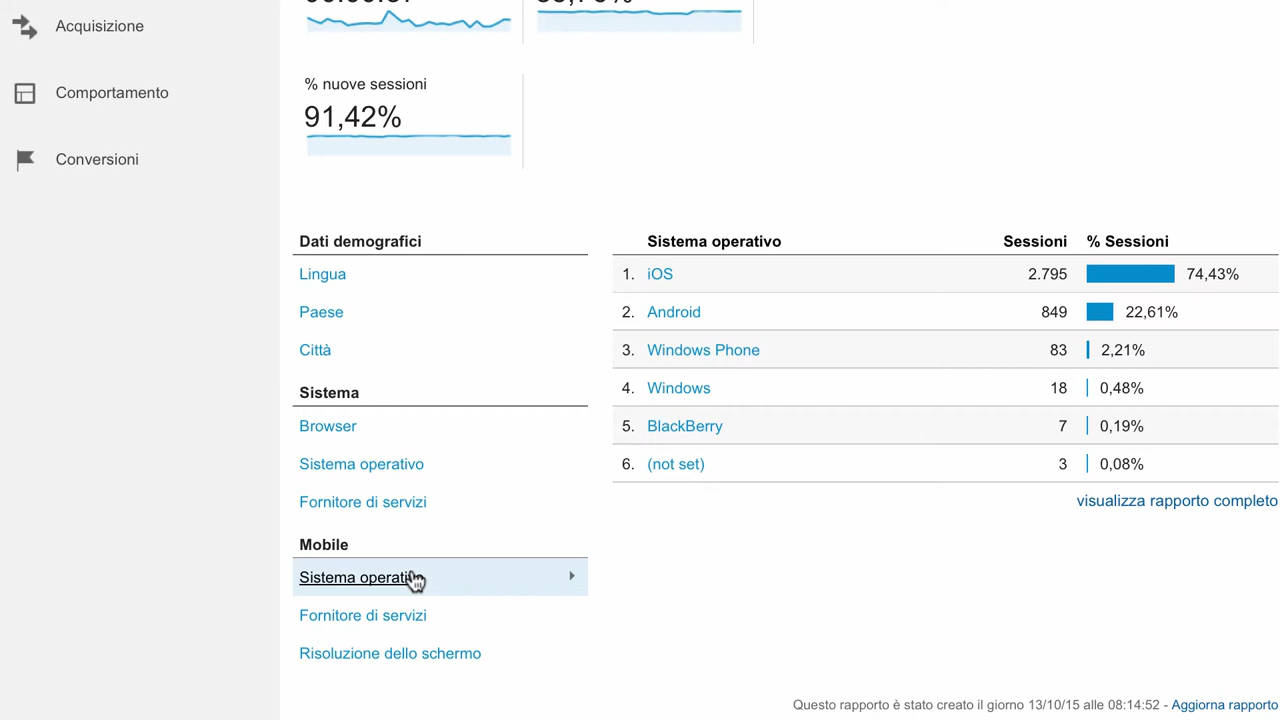 Acquisizione
Comportamento
Conversioni
% nuove sessioni
91,42%
Dati demografici
Lingua
Paese
Città
Sistema
Browser
Sistema operativo
Fornitore di servizi
Mobile
Sistema operativo
Fornitore di servizi
Risoluzione dello schermo
Sistema operativo Sessioni % Sessioni
1. iOS 2.795 74,43%
2. Android 849 22,61%
3. Windows Phone 83 2,21%
4. Windows 18 0,48%
5. BlackBerry 7 0,19%
6. (not set) 3 0,08%
visualizza rapporto completo
Questo rapporto è stato creato il giorno 13/10/15 alle 08:14:52 - Aggiorna rapporto